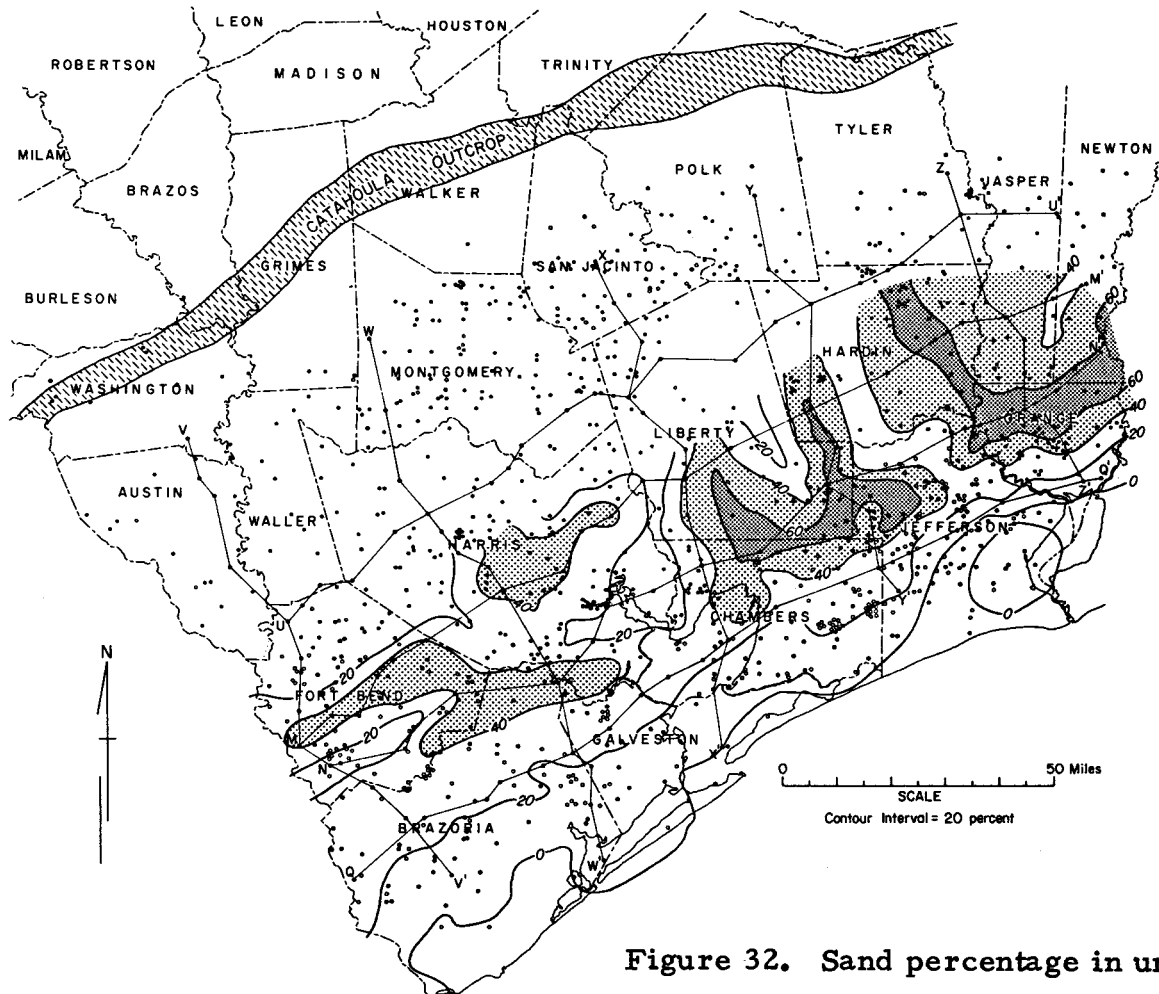 LEON
HOUSTON
ROBERTSON
MADISON
TRINITY
TYLER
NEWTON
MILAM
CATAHOULA OUTCROP
POLK
Z
JASPER
BRAZOS
WALKER
Y
U'
GRIMES
X
SAN JACINTO
40
M'
BURLESON
60
W
HARDIN
N'
WASHINGTON
MONTGOMERY
60
ORANGE
40
V
LIBERTY
20
20
40
Q'
Z'
0
AUSTIN
WALLER
60
JEFFERSON
HARRIS
40
40
0
CHAMBERS
Y'
U
20
N
20
FORT BEND
40
M
20
GALVESTON
X'
N
0
50 Miles
SCALE
Contour Interval = 20 percent
20
BRAZORIA
0
W'
Q
V'
Figure 32. Sand percentage in